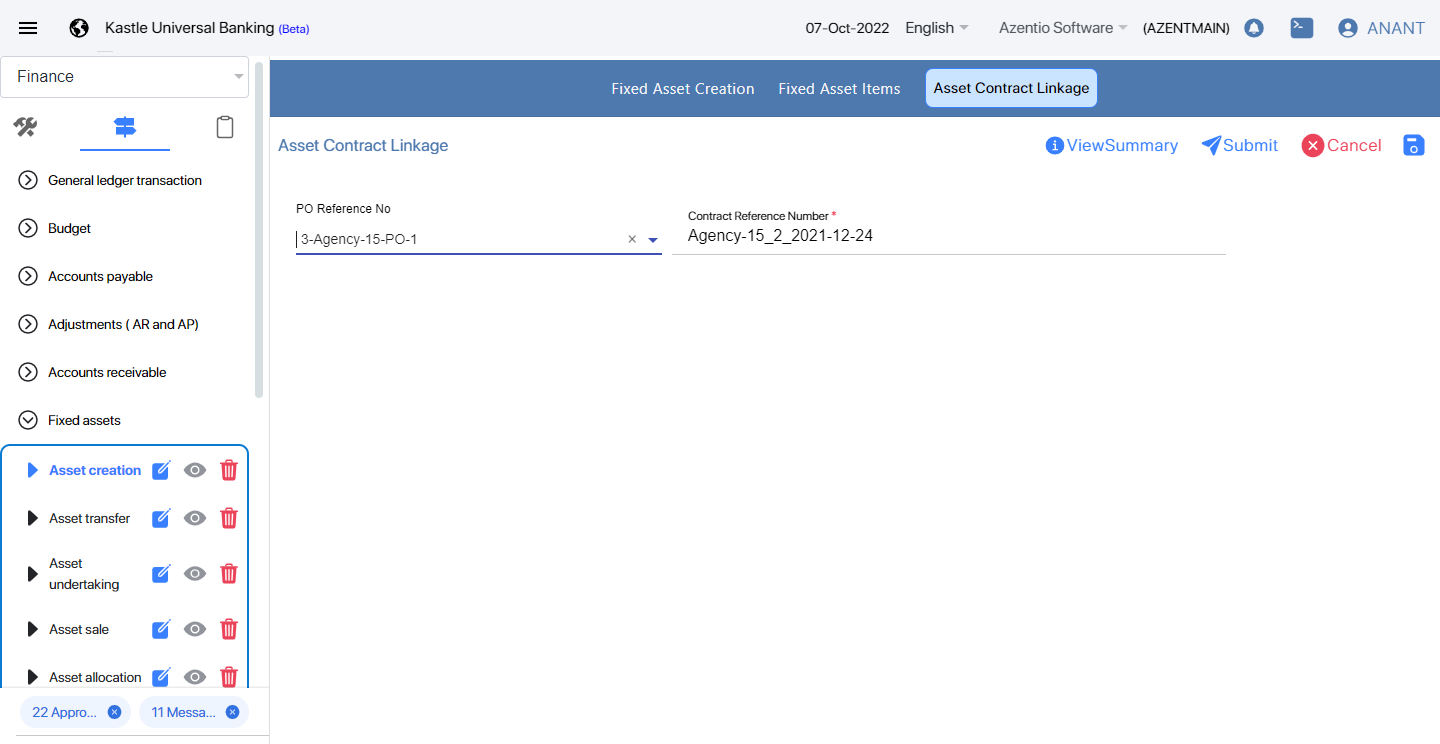 Kastle Universal Banking (Beta)
07-Oct-2022 English Azentio Software (AZENTMAIN) ANANT
Finance
Fixed Asset Creation Fixed Asset Items Asset Contract Linkage
Asset Contract Linkage
ViewSummary Submit Cancel
General ledger transaction
Budget
Accounts payable
Adjustments ( AR and AP)
Accounts receivable
Fixed assets
Asset creation
Asset transfer
Asset
undertaking
Asset sale
Asset allocation
22 Appro... 11 Messa...
PO Reference No
3-Agency-15-PO-1
Contract Reference Number *
Agency-15_2_2021-12-24